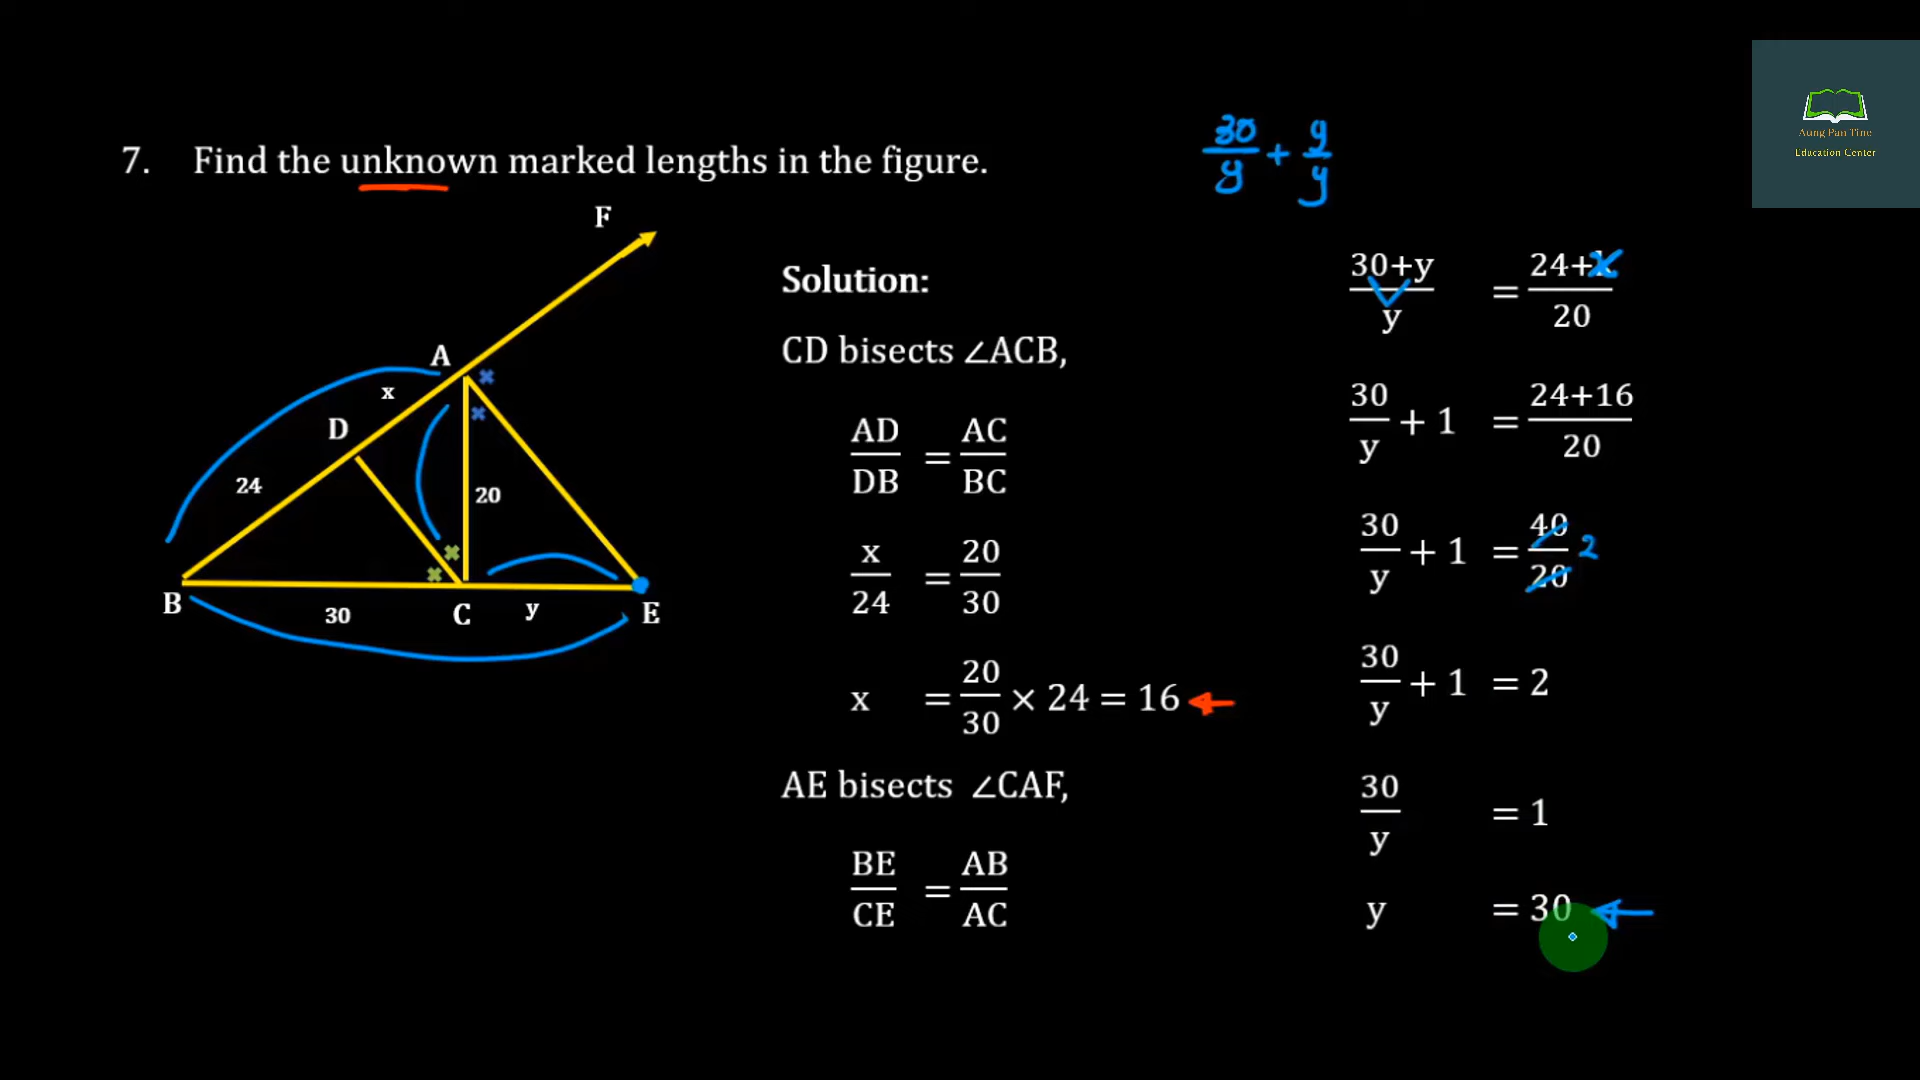 Aung Pan Tine
Education Center
30/y + y/y
7. Find the unknown marked lengths in the figure.
F
A
x
D
24
20
B
30
C
y
E
Solution:
CD bisects ∠ACB,
AD/DB = AC/BC
x/24 = 20/30
x = 20/30 × 24 = 16
AE bisects ∠CAF,
BE/CE = AB/AC
30+y/y = 24+x/20
30/y + 1 = 24+16/20
30/y + 1 = 40/20 2
30/y + 1 = 2
30/y = 1
y = 30